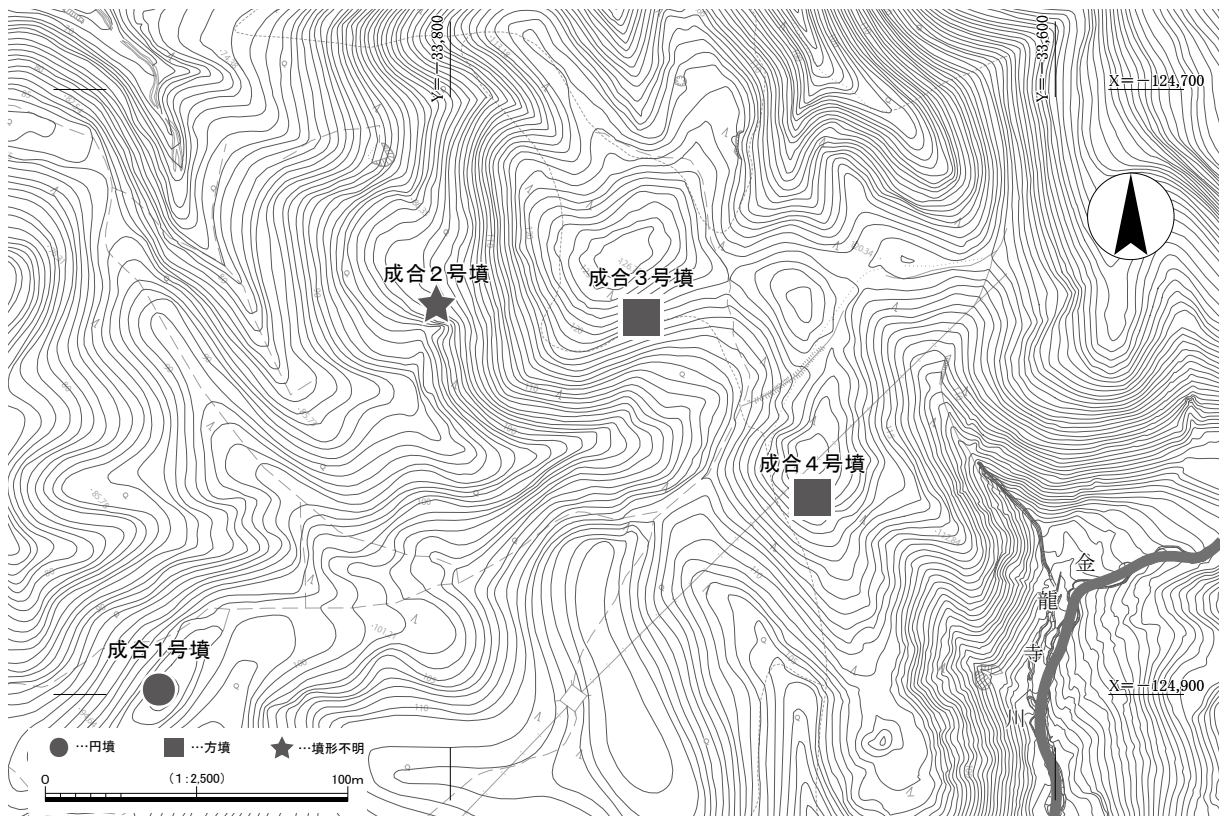 Y=-33,800
Y=-33,600
X=-124,700
成合2号墳
成合3号墳
成合4号墳
金龍寺川
成合1号墳
X=-124,900
…円墳
…方墳
…墳形不明
0
(1:2,500)
100m